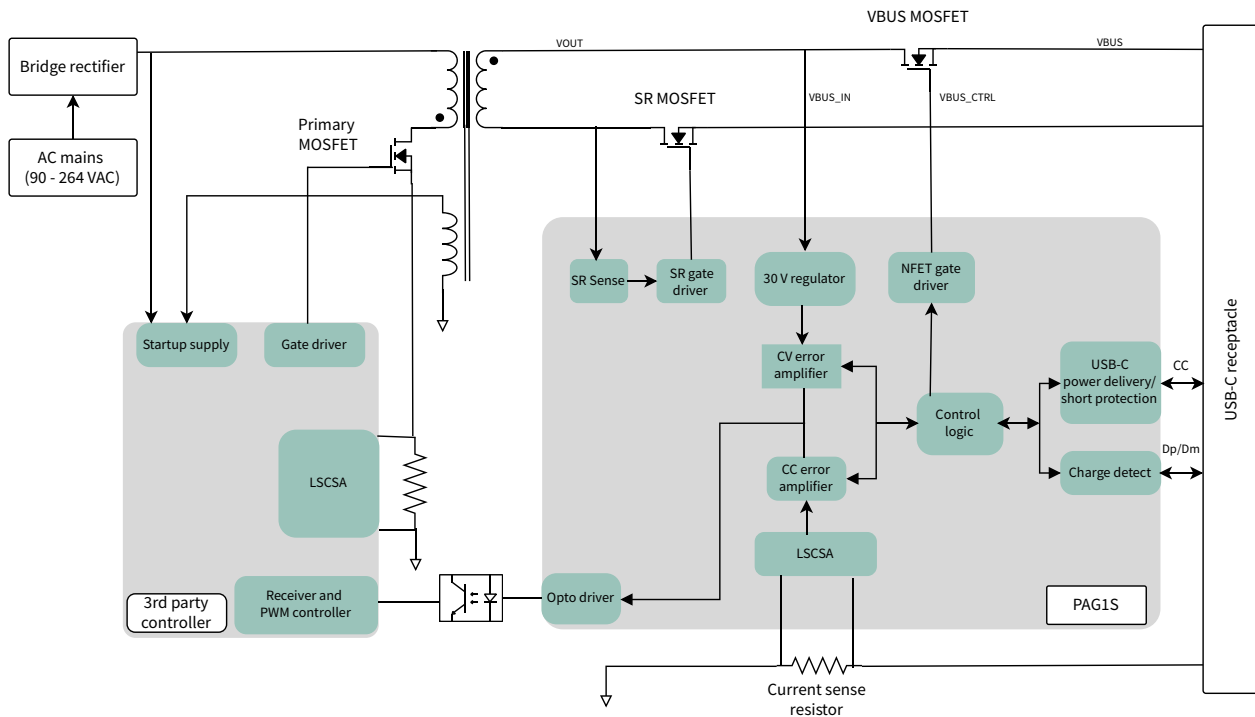 VBUS MOSFET
Bridge rectifier
VOUT
VBUS
SR MOSFET
VBUS_IN
VBUS_CTRL
Primary
MOSFET
AC mains
(90 - 264 VAC)
SR Sense
SR gate
driver
30 V regulator
NFET gate
driver
Startup supply
Gate driver
CV error
amplifier
USB-C
power delivery/
short protection
CC
USB-C receptacle
Control
logic
Dp/Dm
LSCSA
CC error
amplifier
Charge detect
LSCSA
Receiver and
PWM controller
Opto driver
3rd party
controller
PAG1S
Current sense
resistor